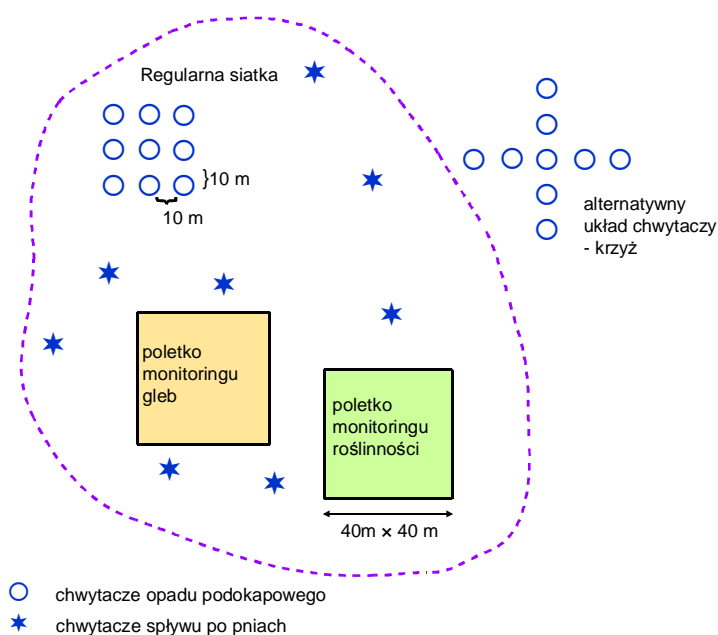 Regularna siatka
}10 m
10 m
alternatywny
układ chwytaczy
- krzyż
poletko
monitoringu
gleb
poletko
monitoringu
roślinności
40m × 40 m
chwytacze opadu podokapowego
chwytacze spływu po pniach